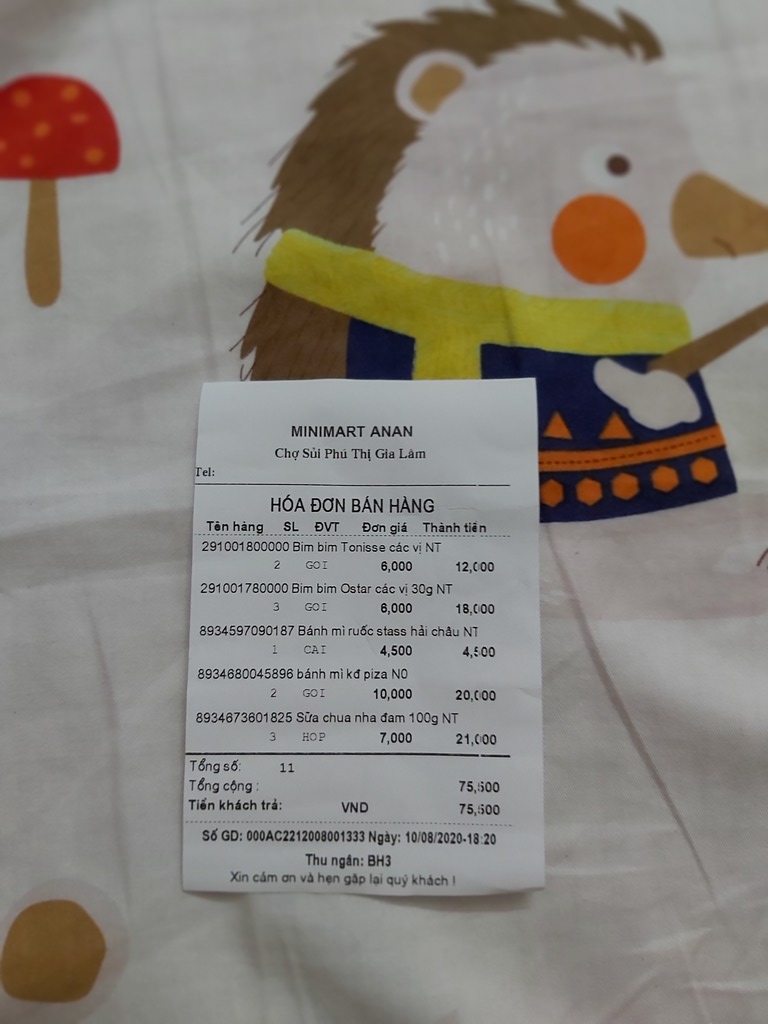 MINIMART ANAN
Chợ Sủi Phú Thị Gia Lâm
Tel:
HÓA ĐƠN BÁN HÀNG
Tên hàng SL ĐVT Đơn giá Thành tiền
291001800000 Bim bim Tonisse các vị NT
2 GOI 6,000 12,000
291001780000 Bim bim Ostar các vị 30g NT
3 GOI 6,000 18,000
8934597090187 Bánh mì ruốc stass hải châu NT
1 CAI 4,500 4,500
8934680045896 bánh mì kđ piza N0
2 GOI 10,000 20,000
8934673601825 Sữa chua nha đam 100g NT
3 HOP 7,000 21,000
Tổng số: 11
Tổng cộng : 75,500
Tiền khách trả: VND 75,500
Số GD: 000AC2212008001333 Ngày: 10/08/2020-18:20
Thu ngân: BH3
Xin cám ơn và hẹn gặp lại quý khách !